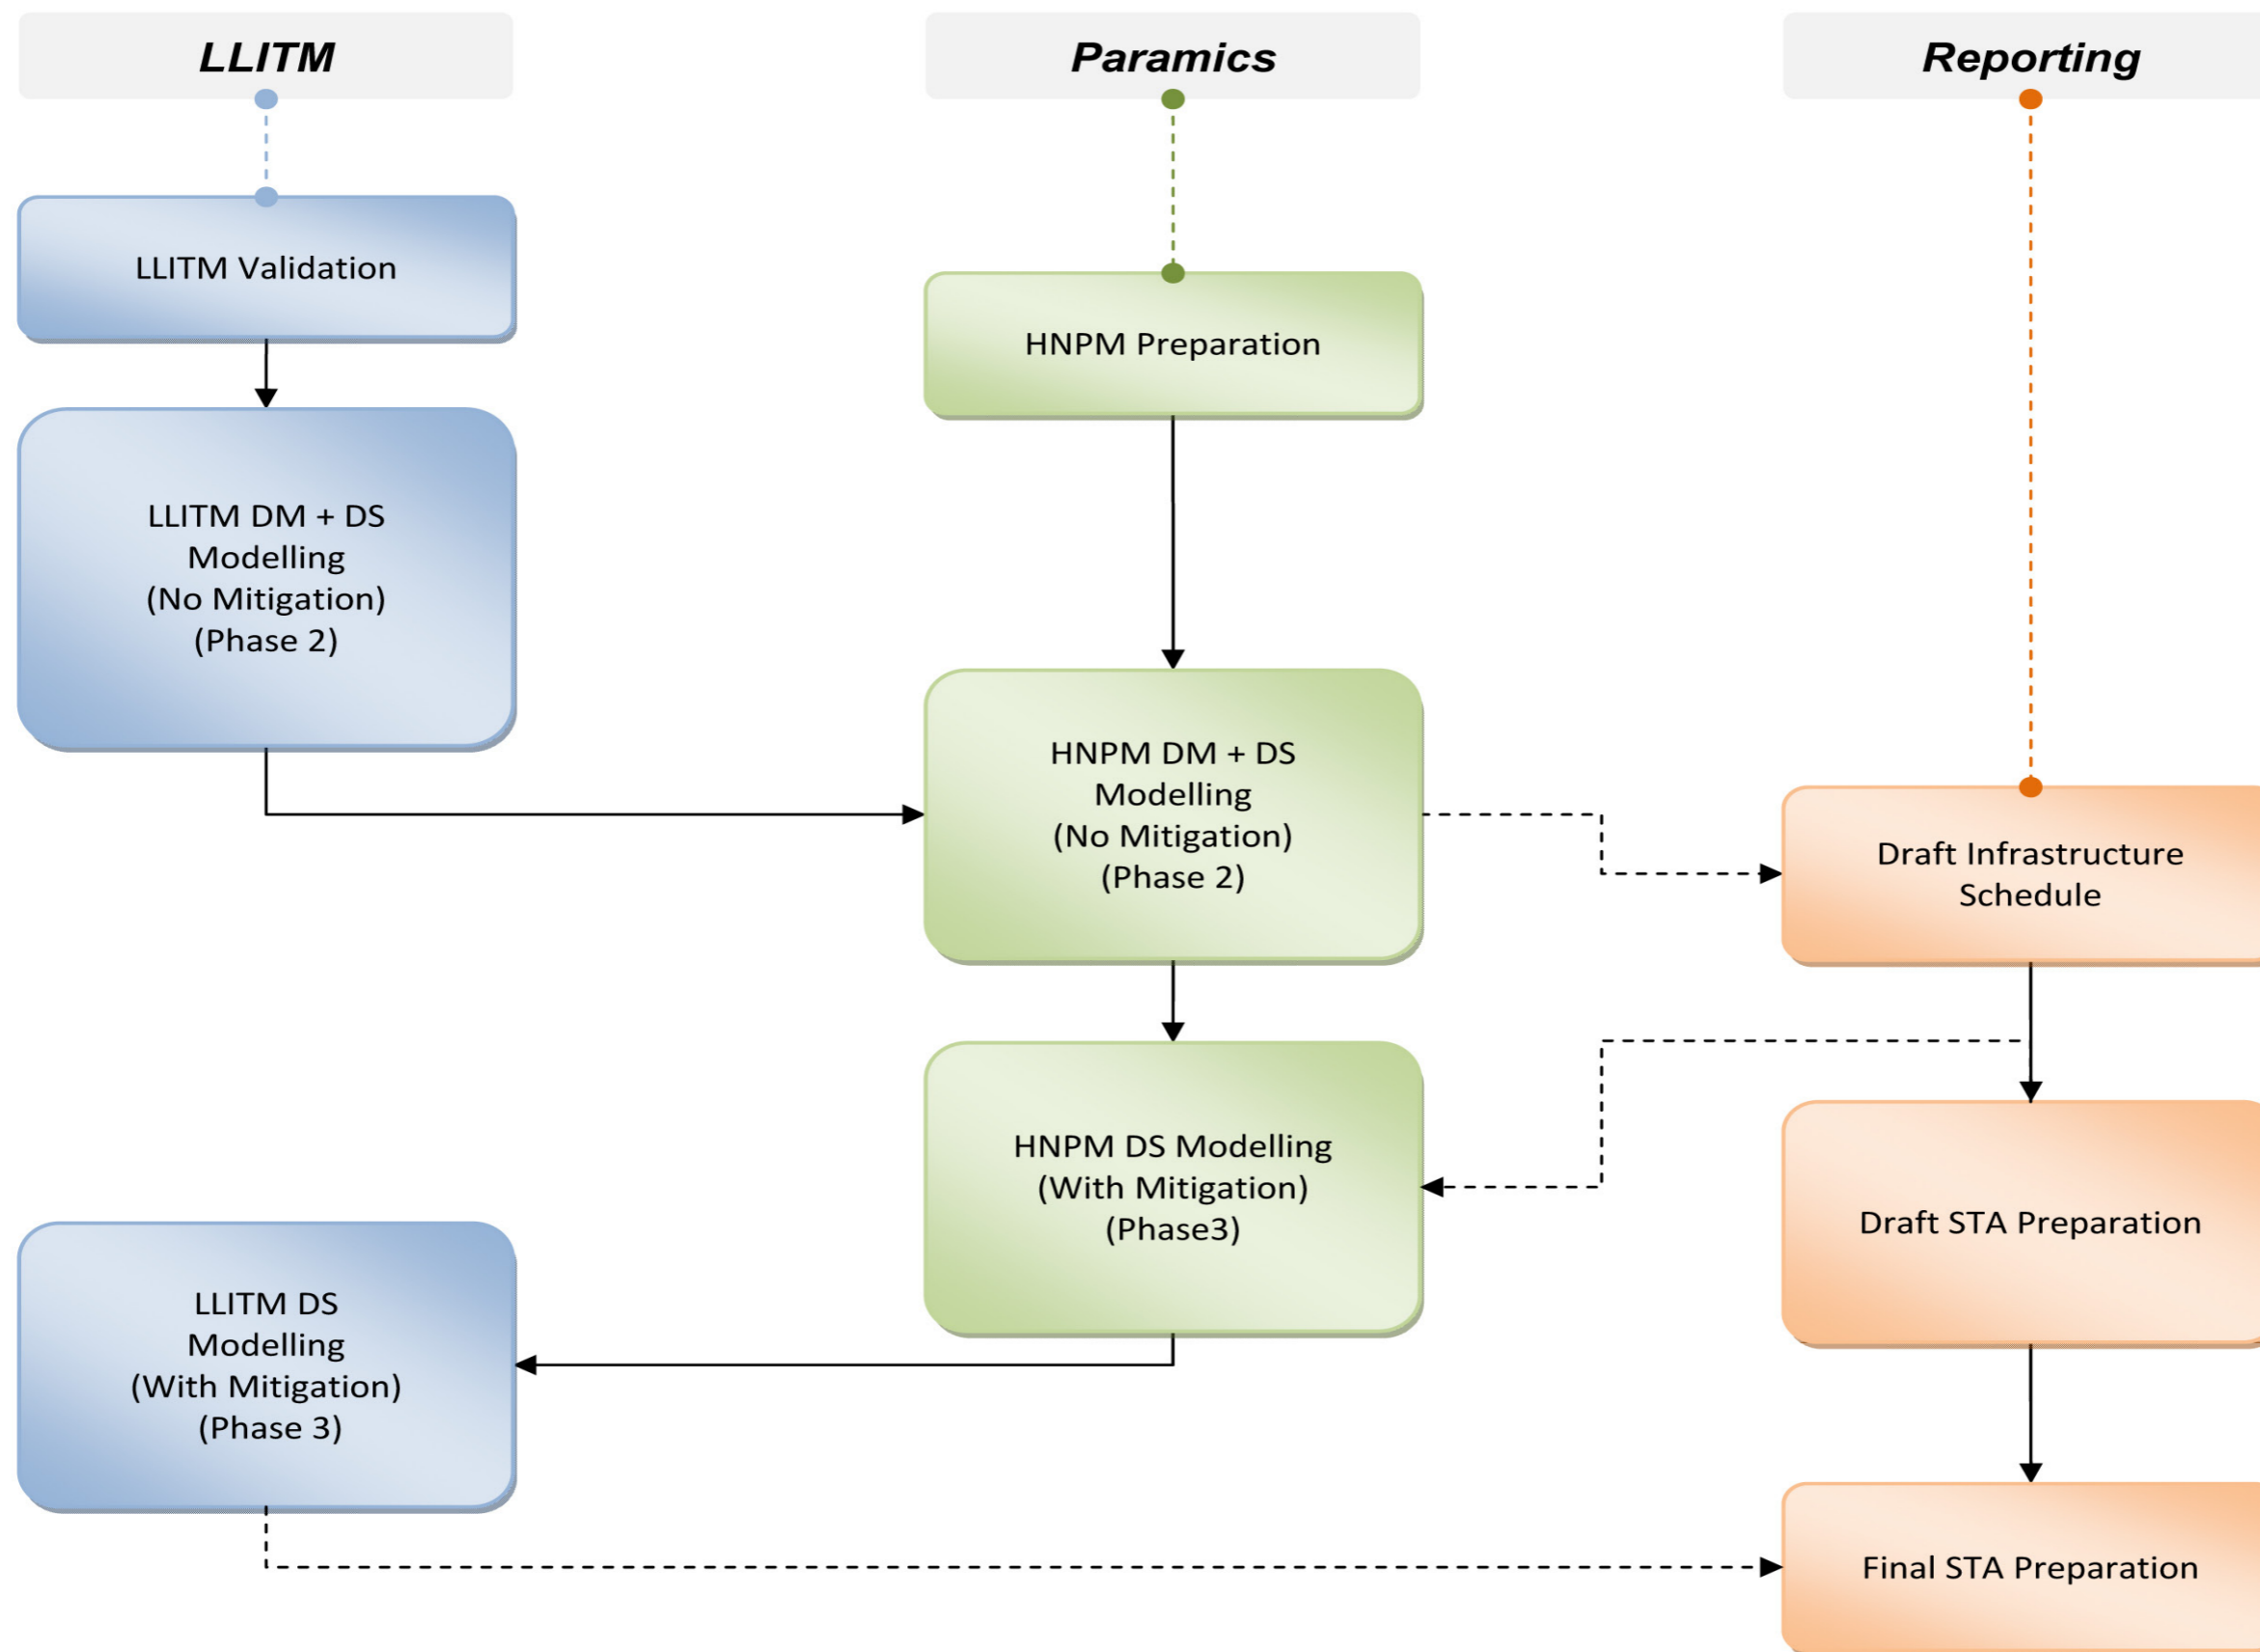 LLITM
Paramics
Reporting
LLITM Validation
HNPM Preparation
LLITM DM + DS
Modelling
(No Mitigation)
(Phase 2)
HNPM DM + DS
Modelling
(No Mitigation)
(Phase 2)
Draft Infrastructure
Schedule
HNPM DS Modelling
(With Mitigation)
(Phase3)
Draft STA Preparation
LLITM DS
Modelling
(With Mitigation)
(Phase 3)
Final STA Preparation